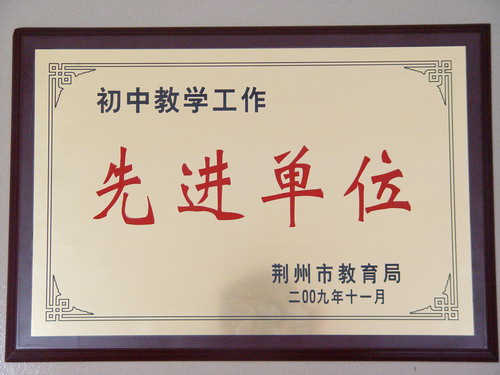 初中教学工作
先进单位
荆州市教育局
二00九年十一月